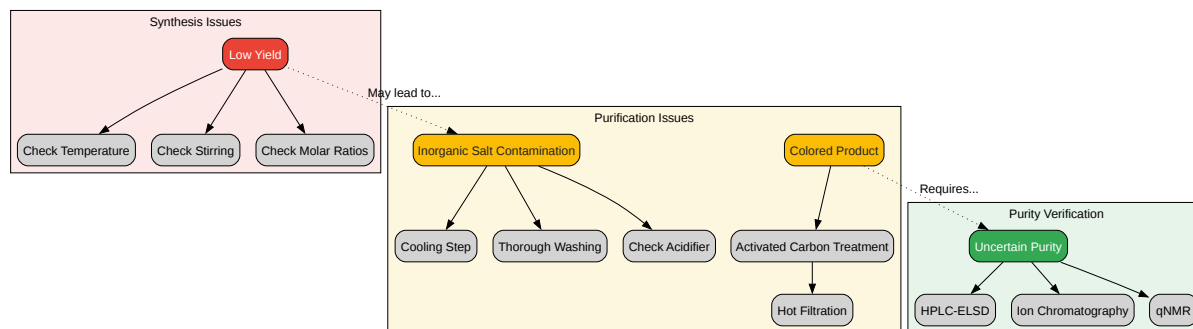 Synthesis Issues
Low Yield
May lead to...
Check Temperature
Check Stirring
Check Molar Ratios
Purification Issues
Inorganic Salt Contamination
Colored Product
Requires...
Cooling Step
Thorough Washing
Check Acidifier
Activated Carbon Treatment
Hot Filtration
Purity Verification
Uncertain Purity
HPLC-ELSD
Ion Chromatography
qNMR